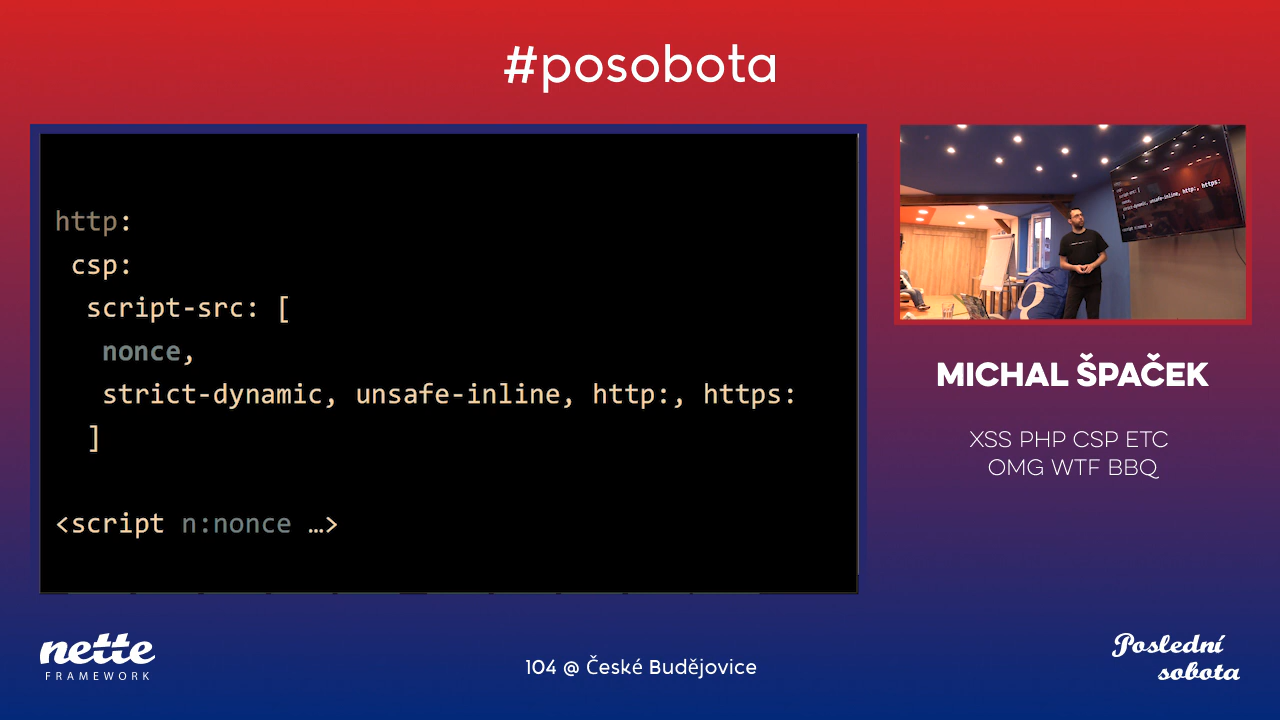 #posobota
http:
csp:
script-src: [
nonce,
strict-dynamic, unsafe-inline, http:, https:
]
<script n:nonce …>
MICHAL ŠPAČEK
XSS PHP CSP ETC
OMG WTF BBQ
nette
FRAMEWORK
104 @ České Budějovice
Poslední
sobota